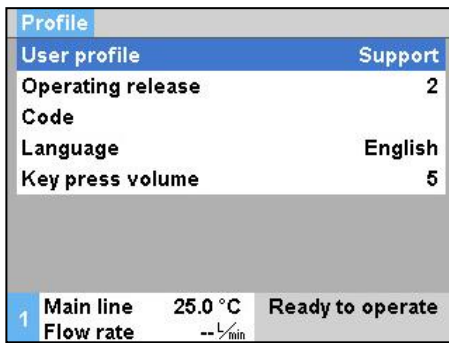 Profile
User profile Support
Operating release 2
Code
Language English
Key press volume 5
1 Main line 25.0 °C Ready to operate
Flow rate -- L/min